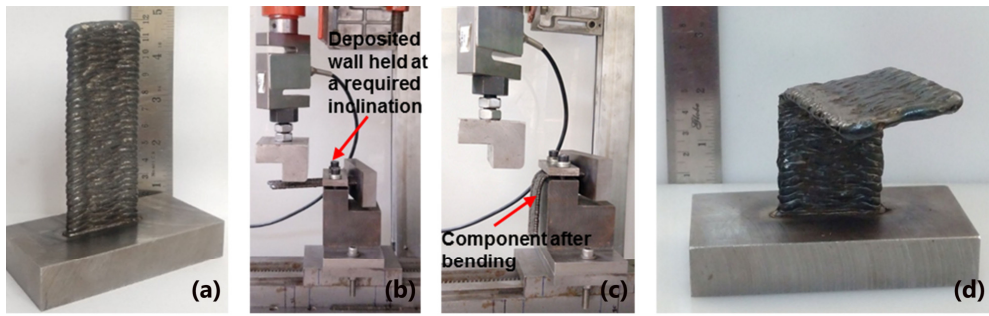 Deposited
wall held at
a required
inclination
Component after
bending
(a)
(b)
(c)
(d)